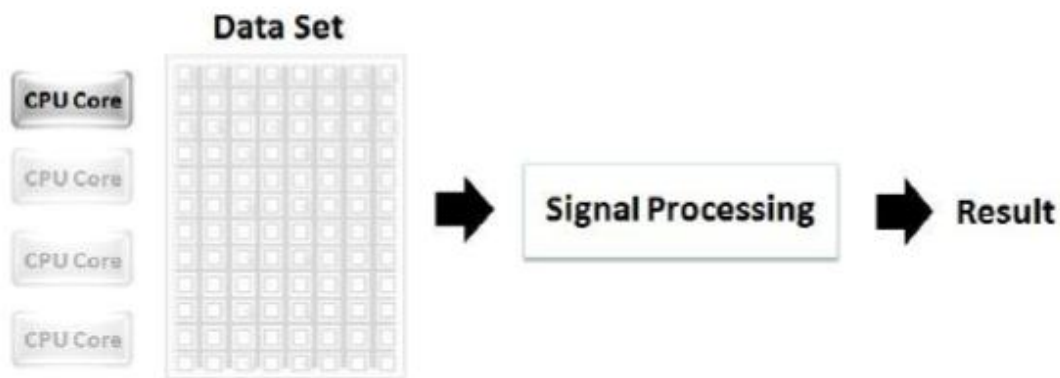 Data Set
CPU Core
CPU Core
CPU Core
CPU Core
Signal Processing
Result